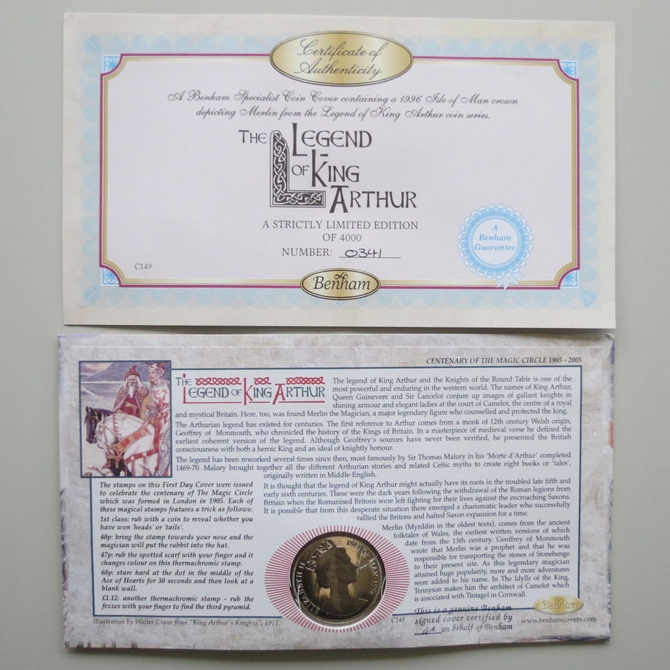 Certificate of
Authenticity
A Benham Specialist Coin Cover containing a 1996 Isle of Man crown
depicting Merlin from the Legend of King Arthur coin series.
THE LEGEND
OF KING
ARTHUR
A STRICTLY LIMITED EDITION
OF 4000
NUMBER: 0341
A
Benham
Guarantee
C149
Benham
CENTENARY OF THE MAGIC CIRCLE 1905 - 2005
THE
LEGEND OF KING ARTHUR
The legend of King Arthur and the Knights of the Round Table is one of the
most powerful and enduring in the western world. The names of King Arthur,
Queen Guinevere and Sir Lancelot conjure up images of gallant knights in
shining armour and elegant ladies at the court of Camelot, the centre of a royal
and mystical Britain. Here, too, was found Merlin the Magician, a major legendary figure who counselled and protected the king.
The Arthurian legend has existed for centuries. The first reference to Arthur comes from a monk of 12th century Welsh origin,
Geoffrey of Monmouth, who chronicled the history of the Kings of Britain. In a masterpiece of medieval verse he defined the
earliest coherent version of the legend. Although Geoffrey's sources have never been verified, he presented the British
consciousness with both a heroic King and an ideal of knightly honour.
The legend has been reworked several times since then, most famously by Sir Thomas Malory in his 'Morte d'Arthur' completed
1469-70. Malory brought together all the different Arthurian stories and related Celtic myths to create eight books or 'tales',
originally written in Middle-English.
The stamps on this First Day Cover were issued
to celebrate the centenary of The Magic Circle
which was formed in London in 1905. Each of
these magical stamps features a trick as follows:
1st class: rub with a coin to reveal whether you
have won 'heads' or 'tails'.
40p: bring the stamp towards your nose and the
magician will put the rabbit into the hat.
47p: rub the spotted scarf with your finger and it
changes colour on this thermachromic stamp.
68p: stare hard at the dot in the middle of the
Ace of Hearts for 30 seconds then look at a
blank wall.
£1.12: another thermachromic stamp - rub the
fezzes with your finger to find the third pyramid.
It is thought that the legend of King Arthur might actually have its roots in the troubled late fifth and
early sixth centuries. These were the dark years following the withdrawal of the Roman legions from
Britain when the Romanised Britons were left fighting for their lives against the encroaching Saxons.
It is possible that from this desperate situation there emerged a charismatic leader who successfully
rallied the Britons and halted Saxon expansion for a time.
Merlin (Myrddin in the oldest texts), comes from the ancient
folktales of Wales, the earliest written versions of which
date from the 13th century. Geoffrey of Monmouth
wrote that Merlin was a prophet and that he was
responsible for transporting the stones of Stonehenge
to their present site. As this legendary magician
attained huge popularity, more and more adventures
were added to his name. In The Idylls of the King,
Tennyson makes him the architect of Camelot which
is associated with Tintagel in Cornwall.
ELIZABETH II
ISLE OF MAN
This is a genuine Benham
signed cover certified by
on behalf of Benham
Benham
www.benhamcovers.com
Illustration by Walter Crane from "King Arthur's Knights", 1911
C149